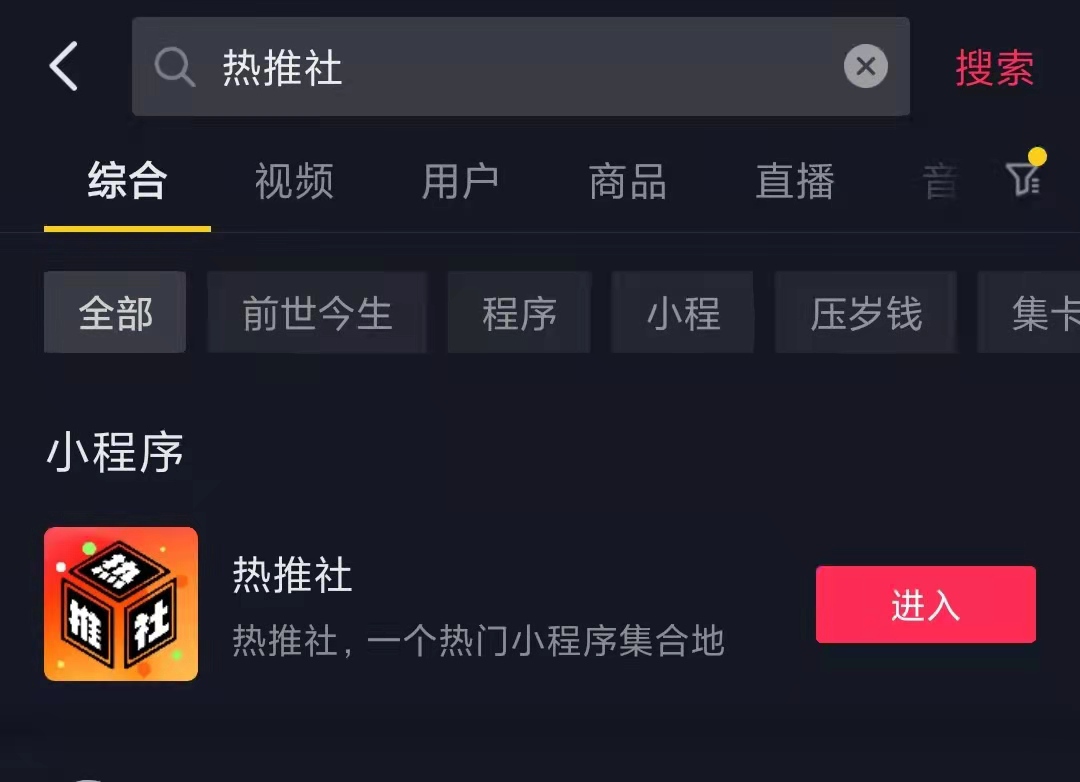 热推社 搜索
综合 视频 用户 商品 直播 音
全部 前世今生 程序 小程 压岁钱 集卡
小程序
热推社
热推社
热推社，一个热门小程序集合地
进入